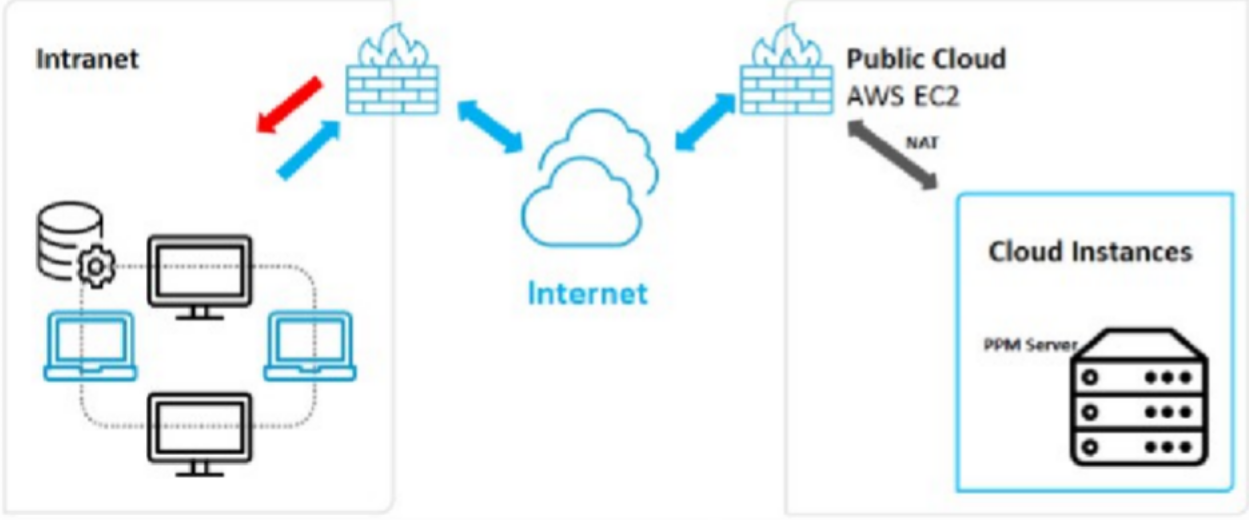 Intranet
Public Cloud
AWS EC2
NAT
Internet
Cloud Instances
PPM Server